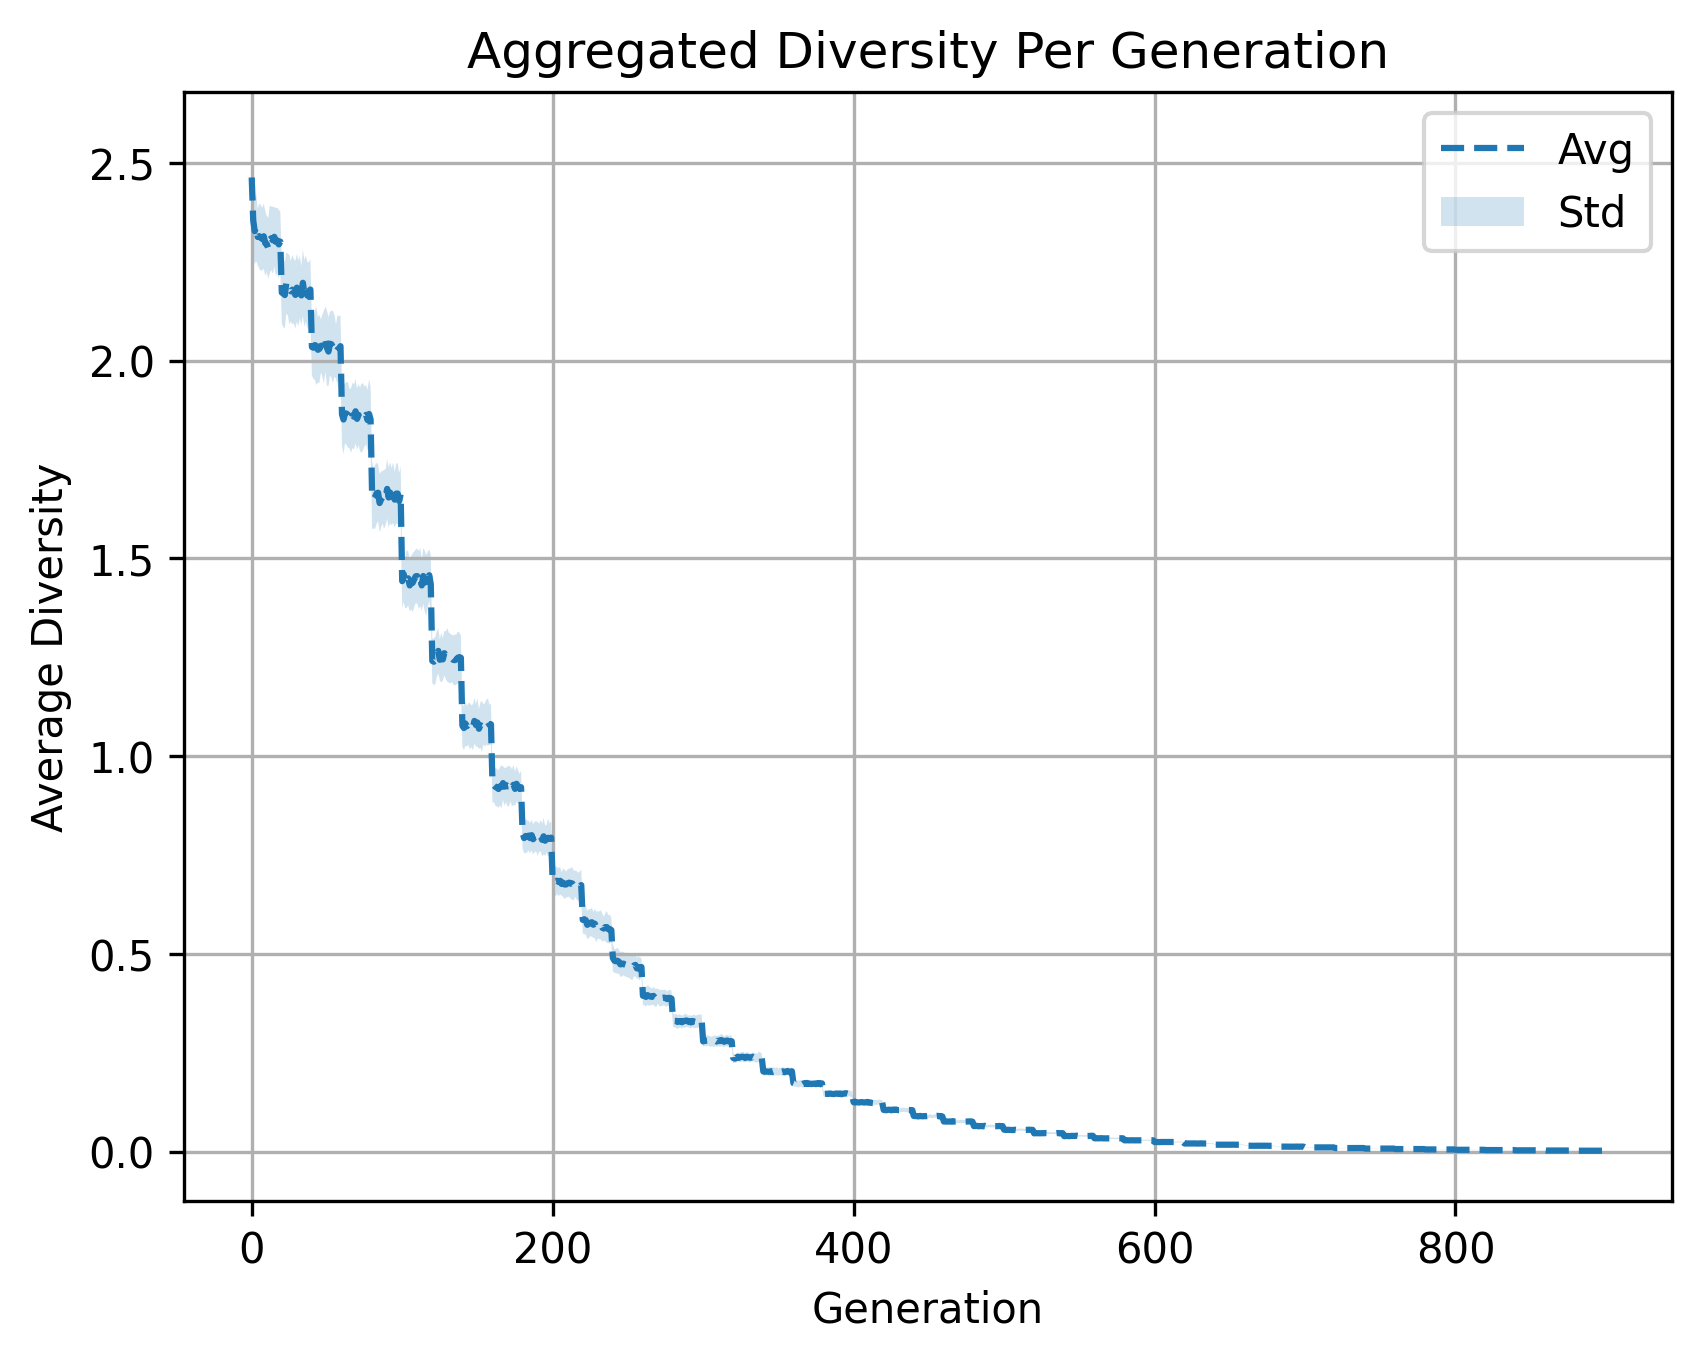 Aggregated Diversity Per Generation
Avg
Std
Average Diversity
2.5
2.0
1.5
1.0
0.5
0.0
0 200 400 600 800
Generation